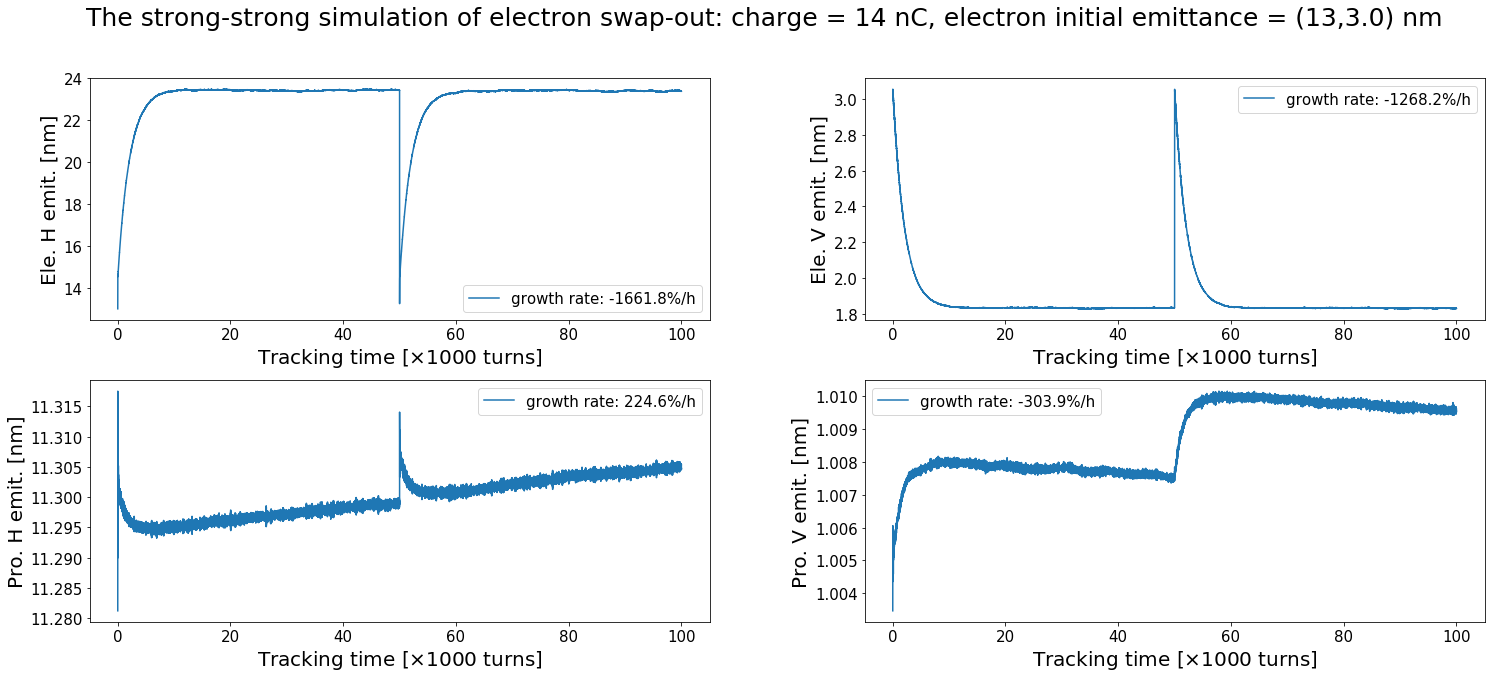 The strong-strong simulation of electron swap-out: charge = 14 nC, electron initial emittance = (13,3.0) nm
24
22
20
18
16
14
Ele. H emit. [nm]
growth rate: -1661.8%/h
0 20 40 60 80 100
Tracking time [×1000 turns]
3.0
2.8
2.6
2.4
2.2
2.0
1.8
Ele. V emit. [nm]
growth rate: -1268.2%/h
0 20 40 60 80 100
Tracking time [×1000 turns]
11.315
11.310
11.305
11.300
11.295
11.290
11.285
11.280
Pro. H emit. [nm]
growth rate: 224.6%/h
0 20 40 60 80 100
Tracking time [×1000 turns]
1.010
1.009
1.008
1.007
1.006
1.005
1.004
Pro. V emit. [nm]
growth rate: -303.9%/h
0 20 40 60 80 100
Tracking time [×1000 turns]